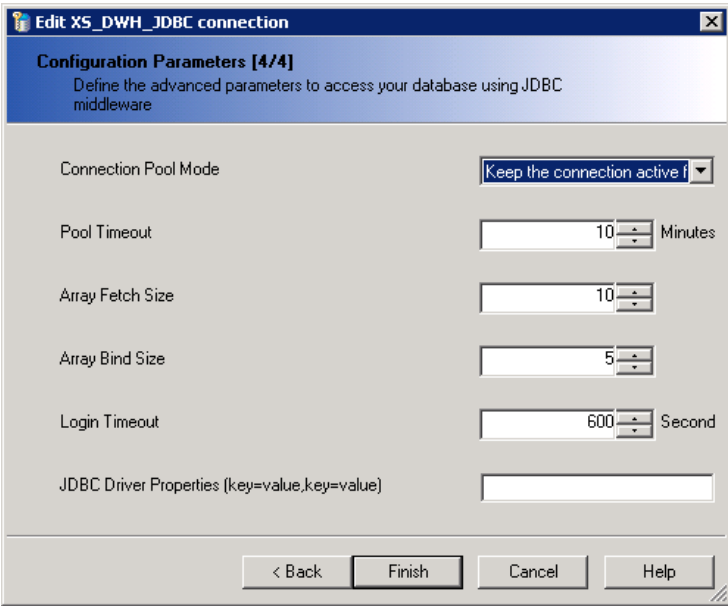 Edit XS_DWH_JDBC connection
Configuration Parameters [4/4]
Define the advanced parameters to access your database using JDBC
middleware
Connection Pool Mode
Keep the connection active f
Pool Timeout
10
Minutes
Array Fetch Size
10
Array Bind Size
5
Login Timeout
600
Second
JDBC Driver Properties (key=value,key=value)
< Back
Finish
Cancel
Help